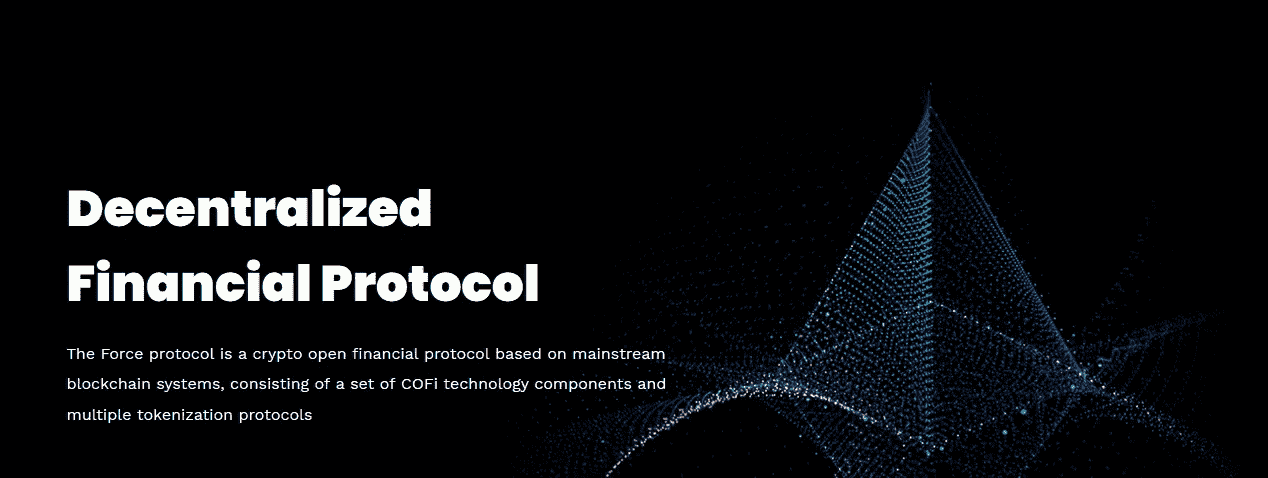 Decentralized
Financial Protocol
The Force protocol is a crypto open financial protocol based on mainstream
blockchain systems, consisting of a set of COFi technology components and
multiple tokenization protocols